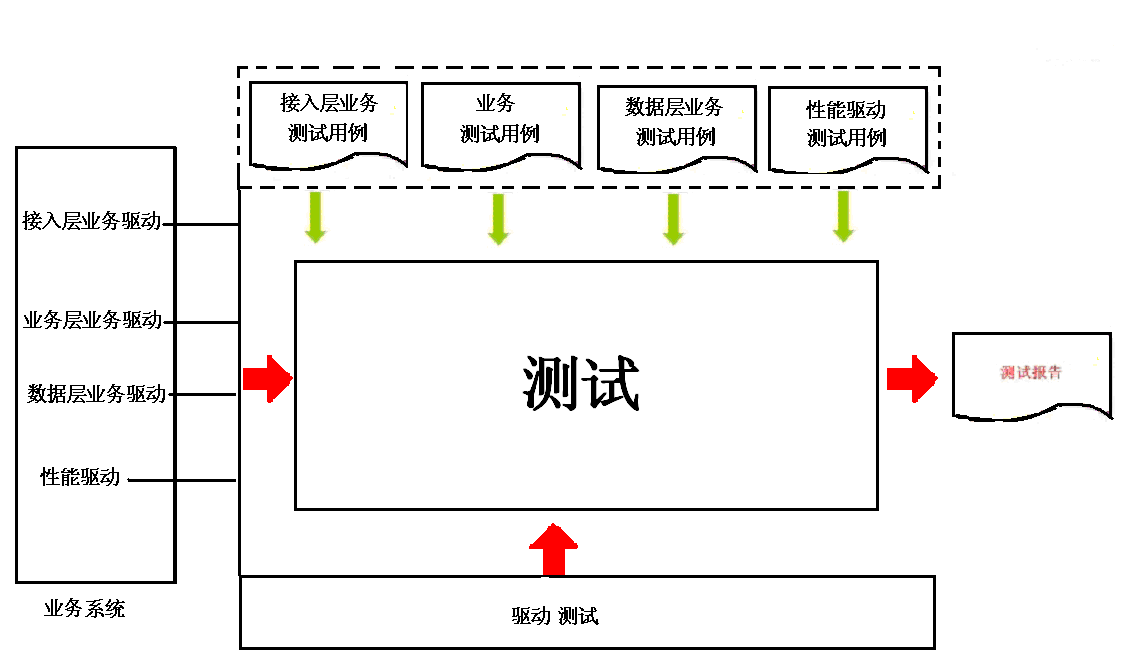 接入层业务
测试用例
业务
测试用例
数据层业务
测试用例
性能驱动
测试用例
接入层业务驱动
业务层业务驱动
数据层业务驱动
性能驱动
业务系统
测试
测试报告
驱动 测试